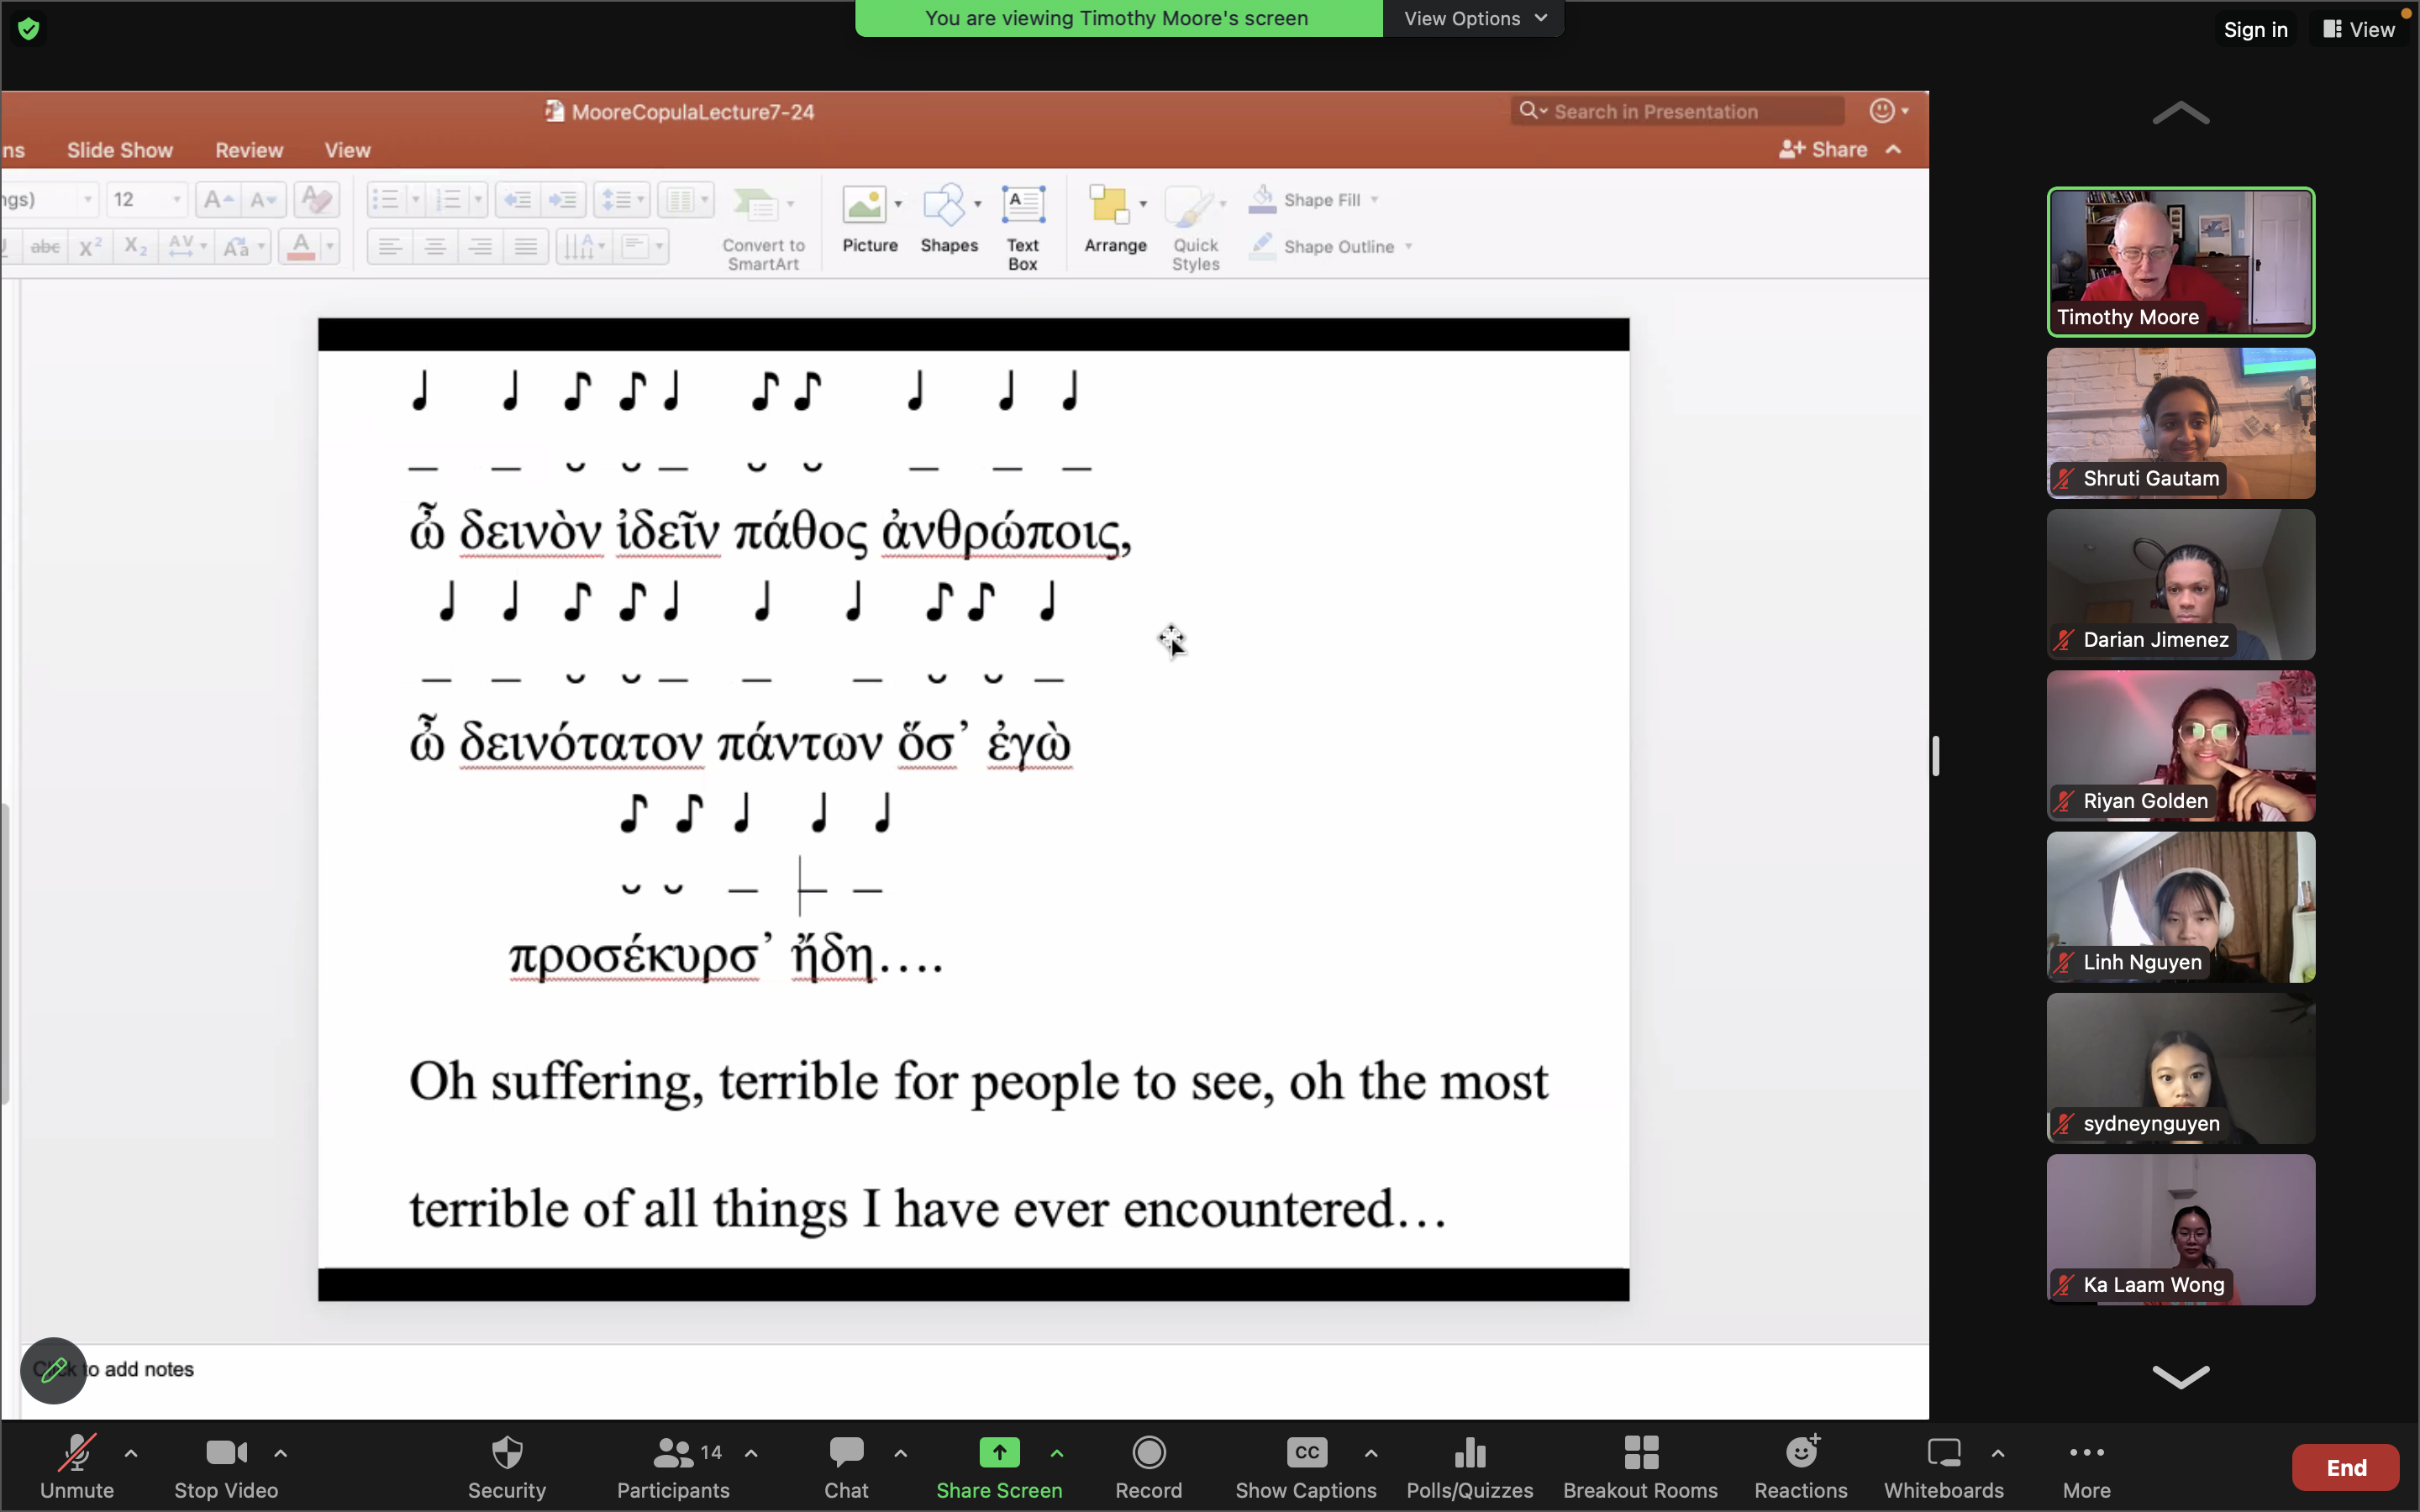 You are viewing Timothy Moore's screen
View Options
Sign in
View
MooreCopulaLecture7-24
Search in Presentation
ns
Slide Show
Review
View
Share
ngs)
12
Convert to SmartArt
Picture
Shapes
Text Box
Arrange
Quick Styles
Shape Fill
Shape Outline
ὦ δεινὸν ἰδεῖν πάθος ἀνθρώποις,
ὦ δεινότατον πάντων ὅσ’ ἐγὼ
προσέκυρσ’ ἤδη….
Oh suffering, terrible for people to see, oh the most
terrible of all things I have ever encountered…
to add notes
Timothy Moore
Shruti Gautam
Darian Jimenez
Riyan Golden
Linh Nguyen
sydneynguyen
Ka Laam Wong
Unmute
Stop Video
Security
Participants
14
Chat
Share Screen
Record
CC
Show Captions
Polls/Quizzes
Breakout Rooms
Reactions
Whiteboards
More
End